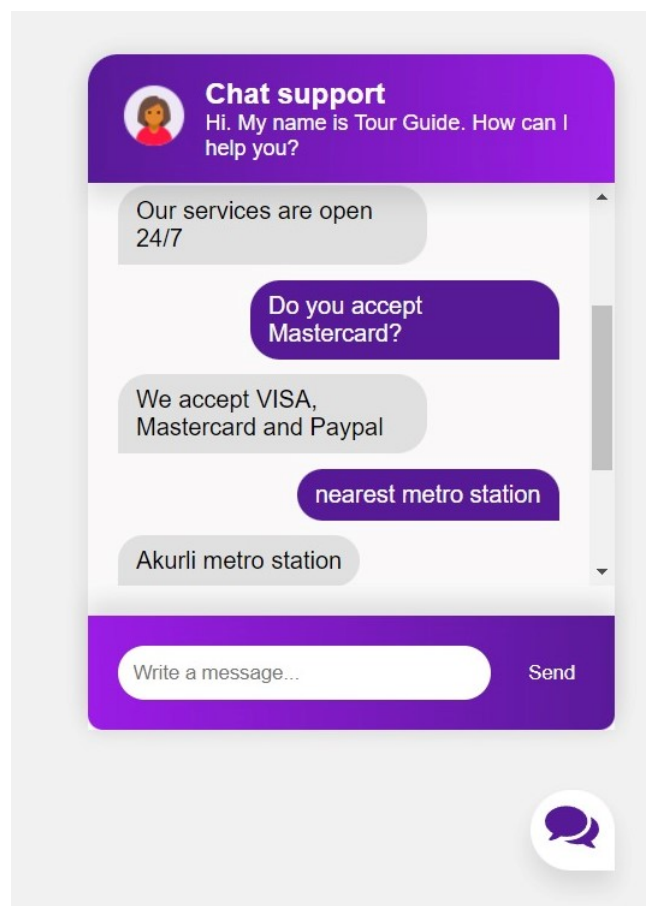 Chat support
Hi. My name is Tour Guide. How can I
help you?
Our services are open
24/7
Do you accept
Mastercard?
We accept VISA,
Mastercard and Paypal
nearest metro station
Akurli metro station
Write a message...
Send